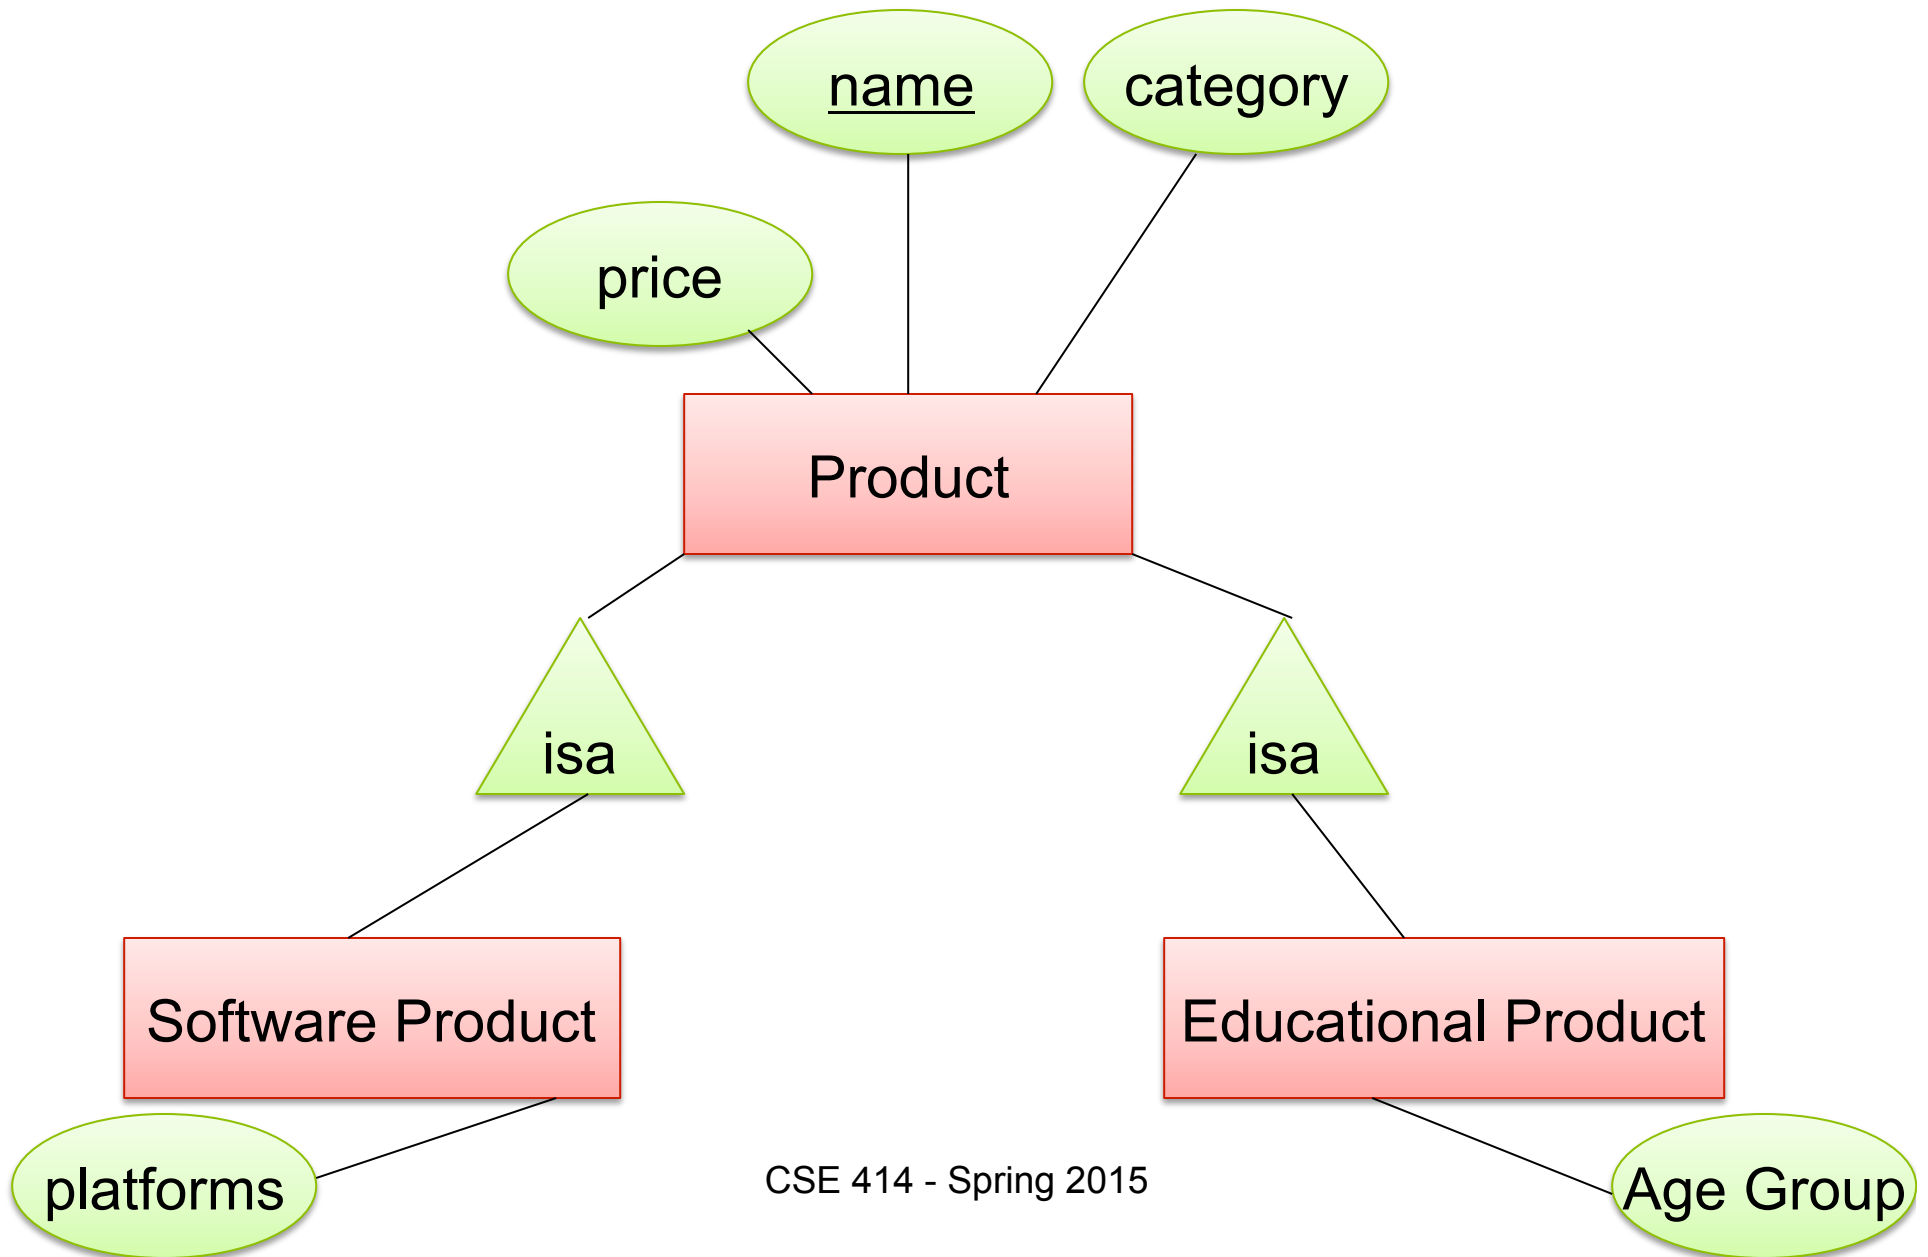 name
category
price
Product
isa
isa
Software Product
Educational Product
platforms
CSE 414 - Spring 2015
Age Group